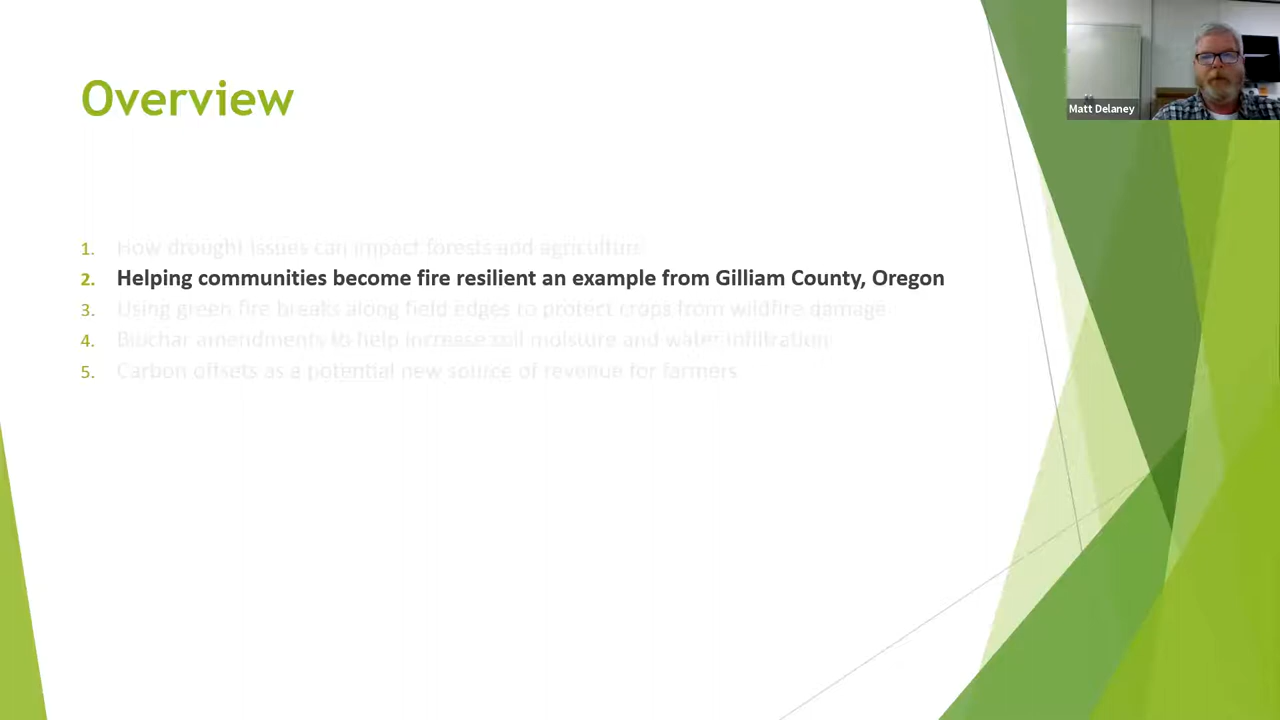 Overview
Matt Delaney
1. How drought issues can impact forests and agriculture
2. Helping communities become fire resilient an example from Gilliam County, Oregon
3. Using green fire breaks along field edges to protect crops from wildfire damage
4. Biochar amendments to help increase soil moisture and water infiltration
5. Carbon offsets as a potential new source of revenue for farmers